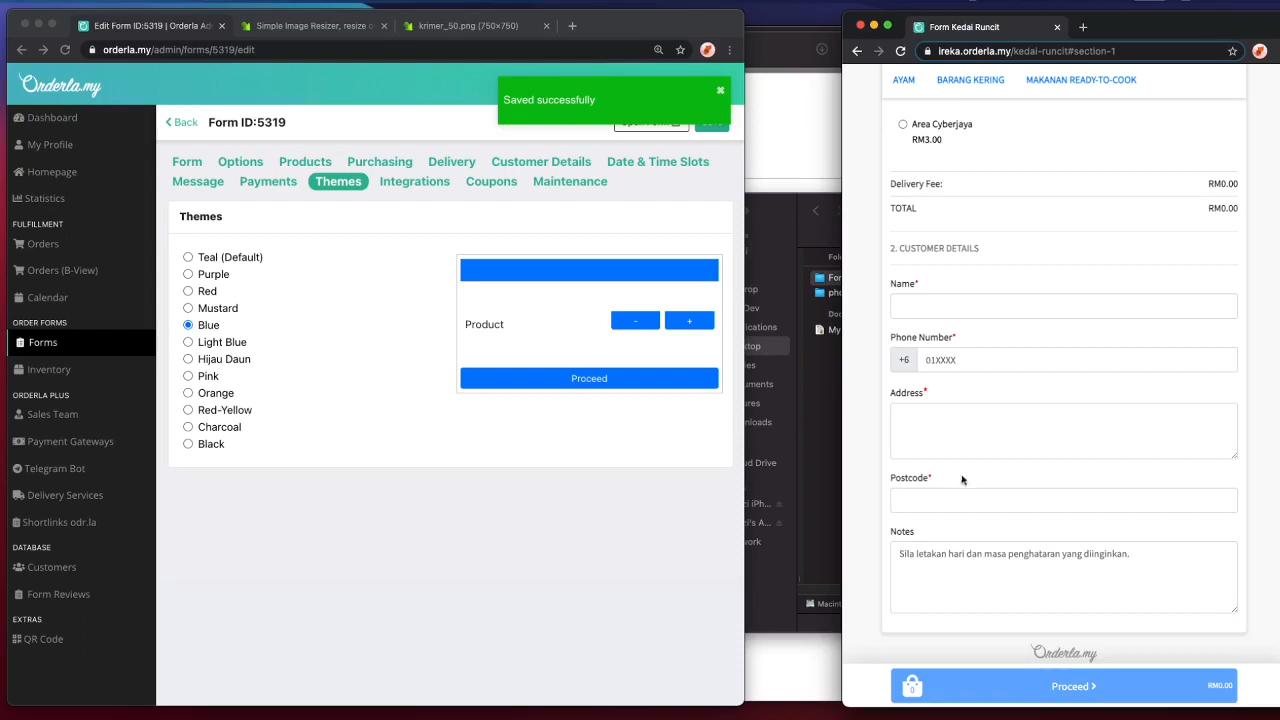 Edit Form ID:5319 | Orderla Ad
Simple Image Resizer, resize o
krimer_50.png (750×750)
orderla.my/admin/forms/5319/edit
Orderla.my
Dashboard
My Profile
Homepage
Statistics
FULFILLMENT
Orders
Orders (B-View)
Calendar
ORDER FORMS
Forms
Inventory
ORDERLA PLUS
Sales Team
Payment Gateways
Telegram Bot
Delivery Services
Shortlinks odr.la
DATABASE
Customers
Form Reviews
EXTRAS
QR Code
Saved successfully
Back
Form ID:5319
Form
Options
Products
Purchasing
Delivery
Customer Details
Date & Time Slots
Message
Payments
Themes
Integrations
Coupons
Maintenance
Themes
Teal (Default)
Purple
Red
Mustard
Blue
Light Blue
Hijau Daun
Pink
Orange
Red-Yellow
Charcoal
Black
Product
-
+
Proceed
Form Kedai Runcit
ireka.orderla.my/kedai-runcit#section-1
AYAM
BARANG KERING
MAKANAN READY-TO-COOK
Area Cyberjaya
RM3.00
Delivery Fee:
RM0.00
TOTAL
RM0.00
2. CUSTOMER DETAILS
Name*
Phone Number*
+6
01XXXX
Address*
Postcode*
Notes
Sila letakan hari dan masa penghataran yang diinginkan.
Orderla.my
0
Proceed
RM0.00